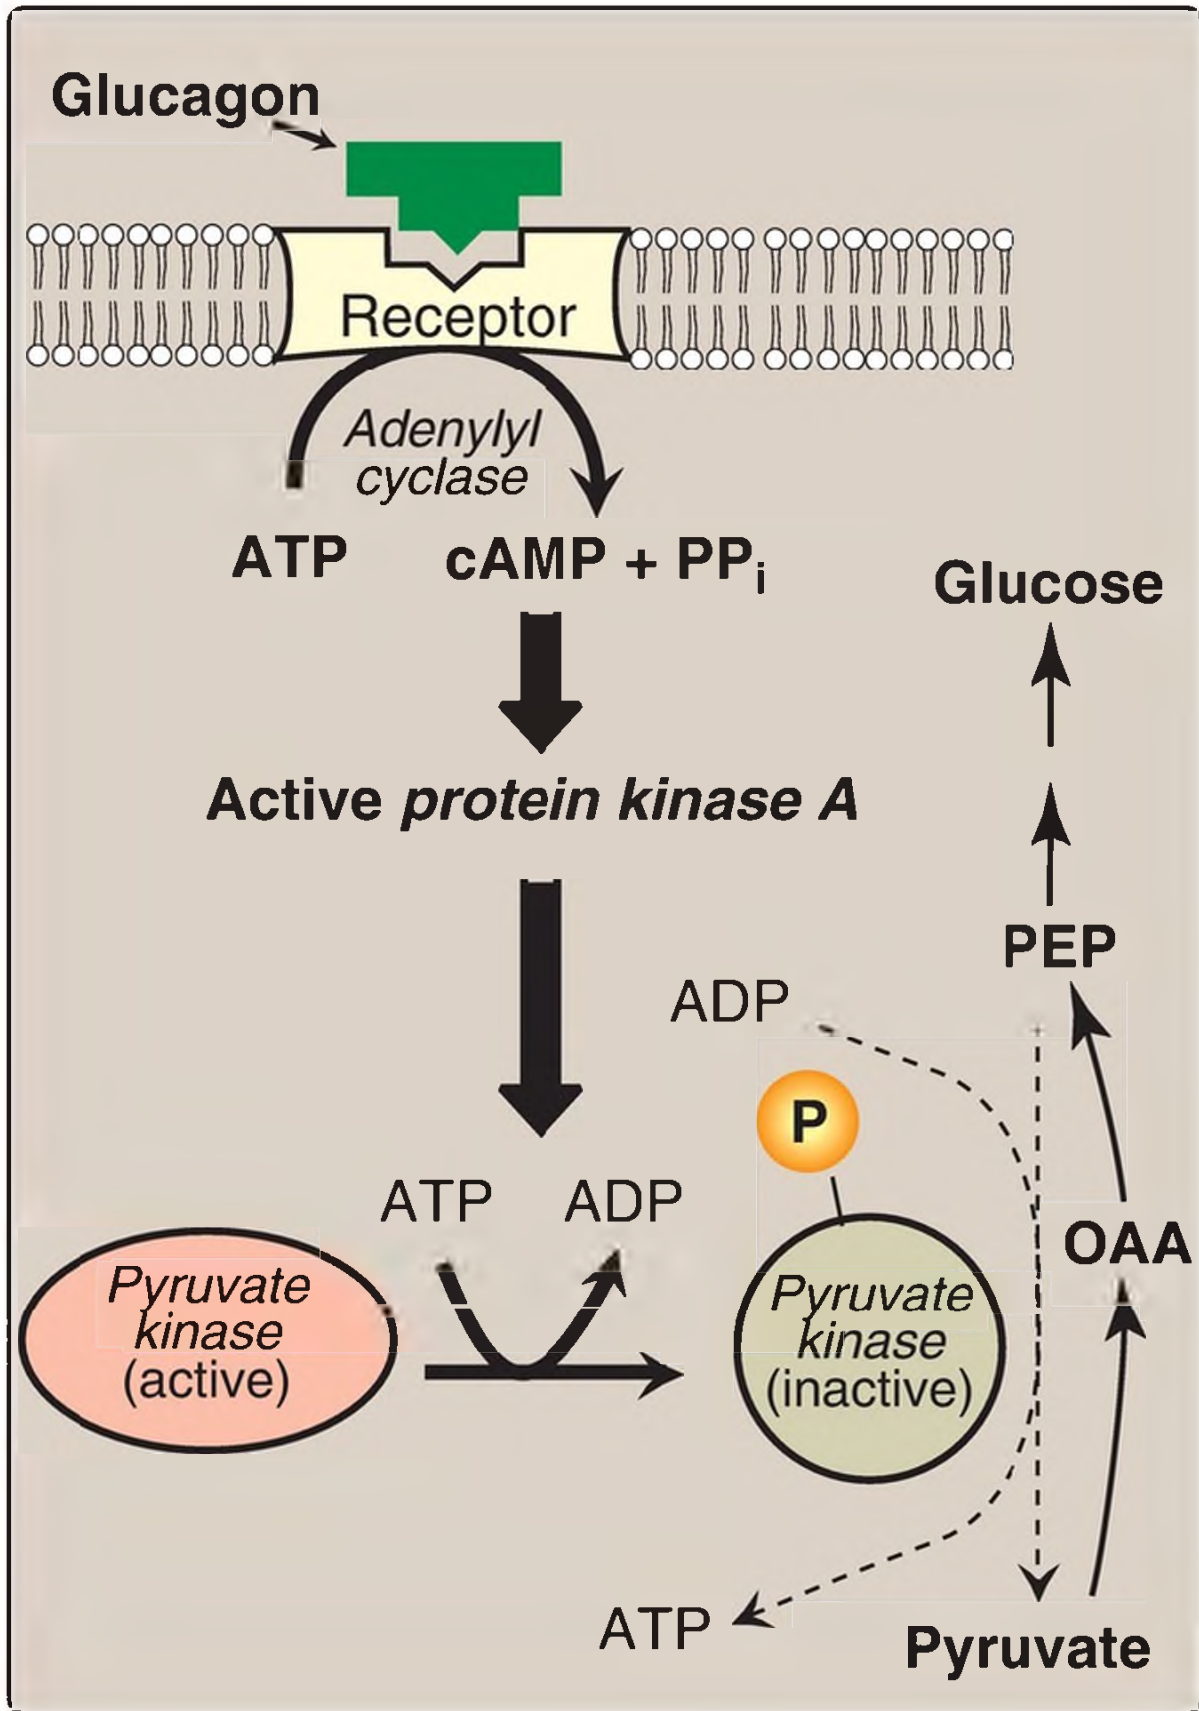 Glucagon
Receptor
Adenylyl
cyclase
ATP
cAMP + PPi
Glucose
Active protein kinase A
PEP
ADP
P
ATP
ADP
OAA
Pyruvate
kinase
(active)
Pyruvate
kinase
(inactive)
ATP
Pyruvate